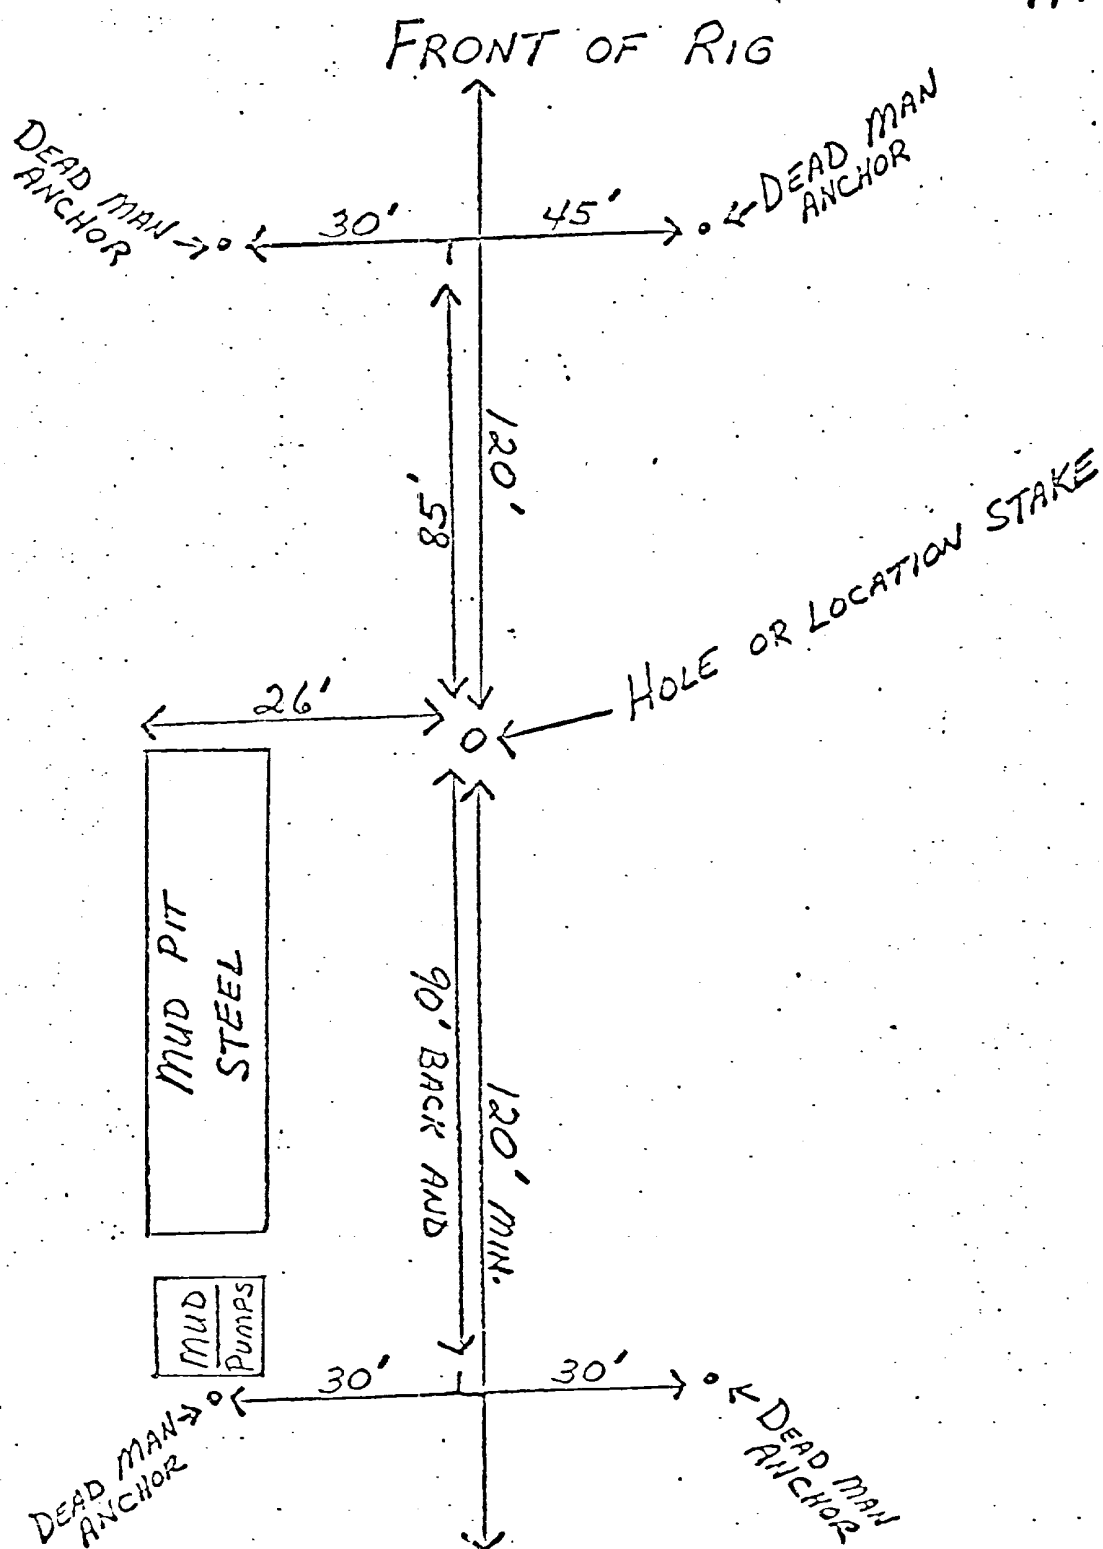 FRONT OF RIG
DEAD MAN
ANCHOR
30'
45'
DEAD MAN
ANCHOR
58'
120'
HOLE OR LOCATION STAKE
26'
MUD PIT
STEEL
90' BACK AND
120' MIN.
MUD
PUMPS
30'
30'
DEAD MAN
ANCHOR
DEAD MAN
ANCHOR